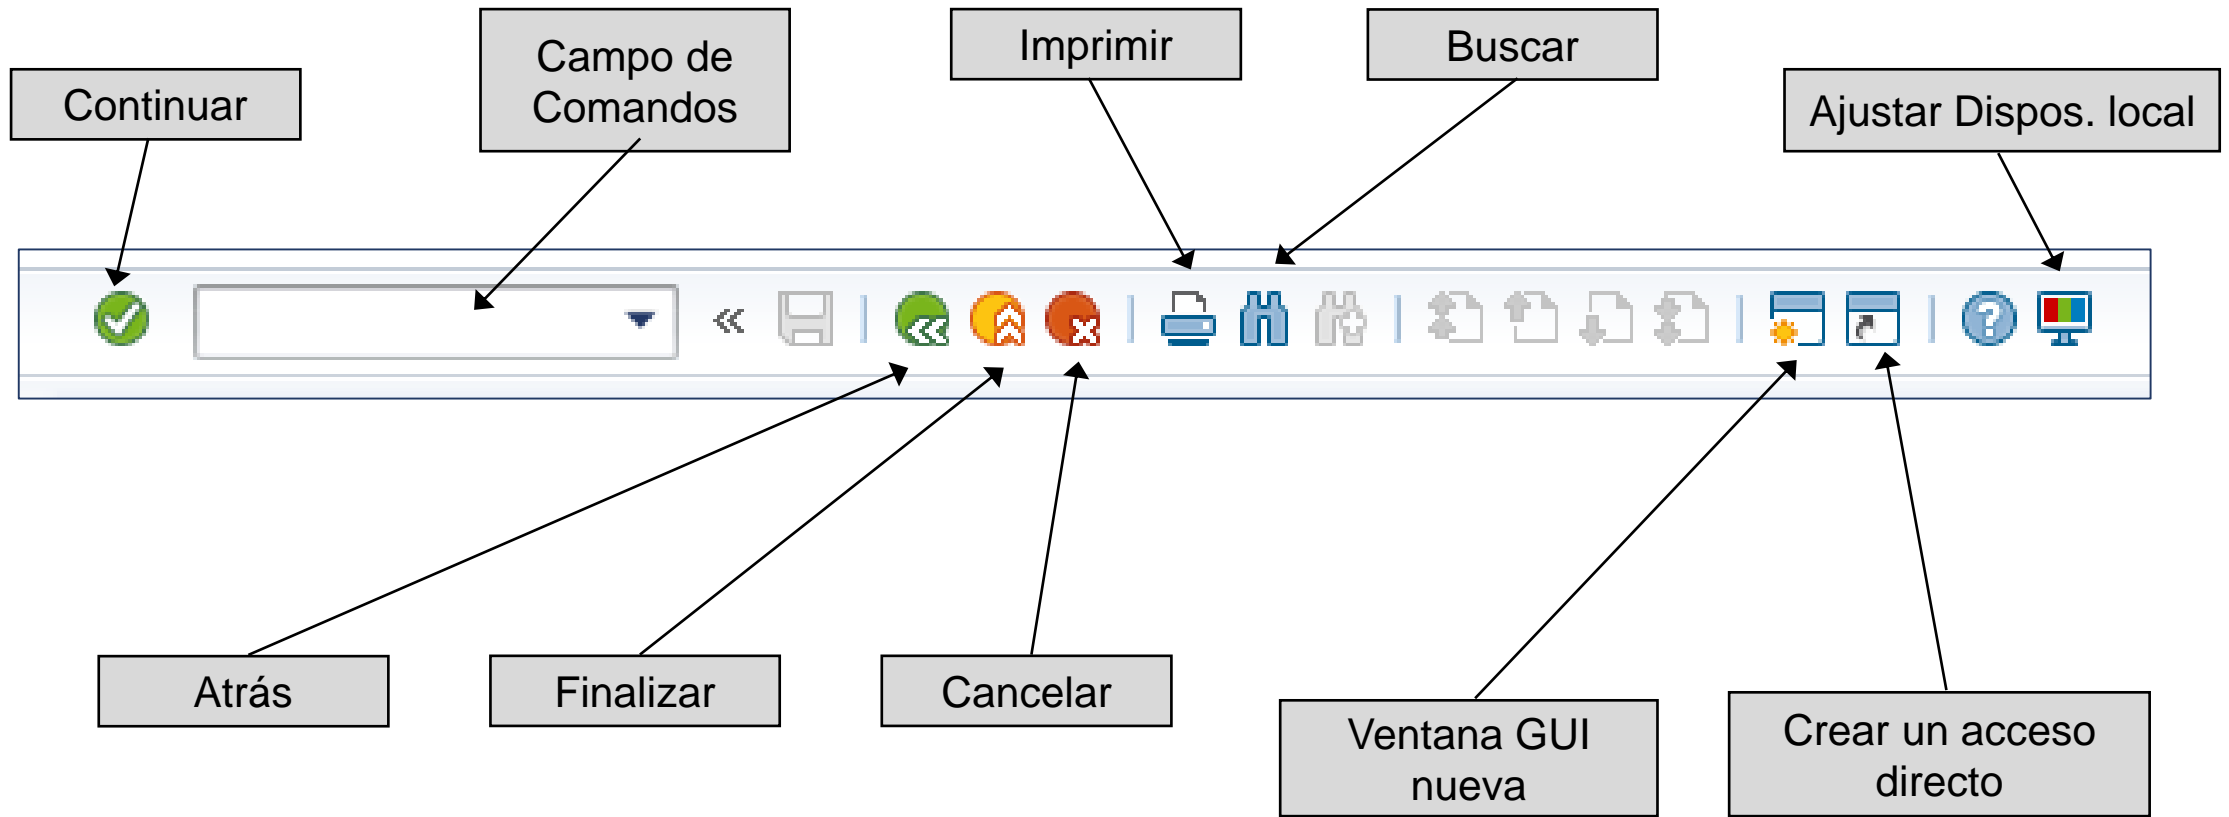 Continuar
Campo de
Comandos
Imprimir
Buscar
Ajustar Dispos. local
Atrás
Finalizar
Cancelar
Ventana GUI
nueva
Crear un acceso
directo